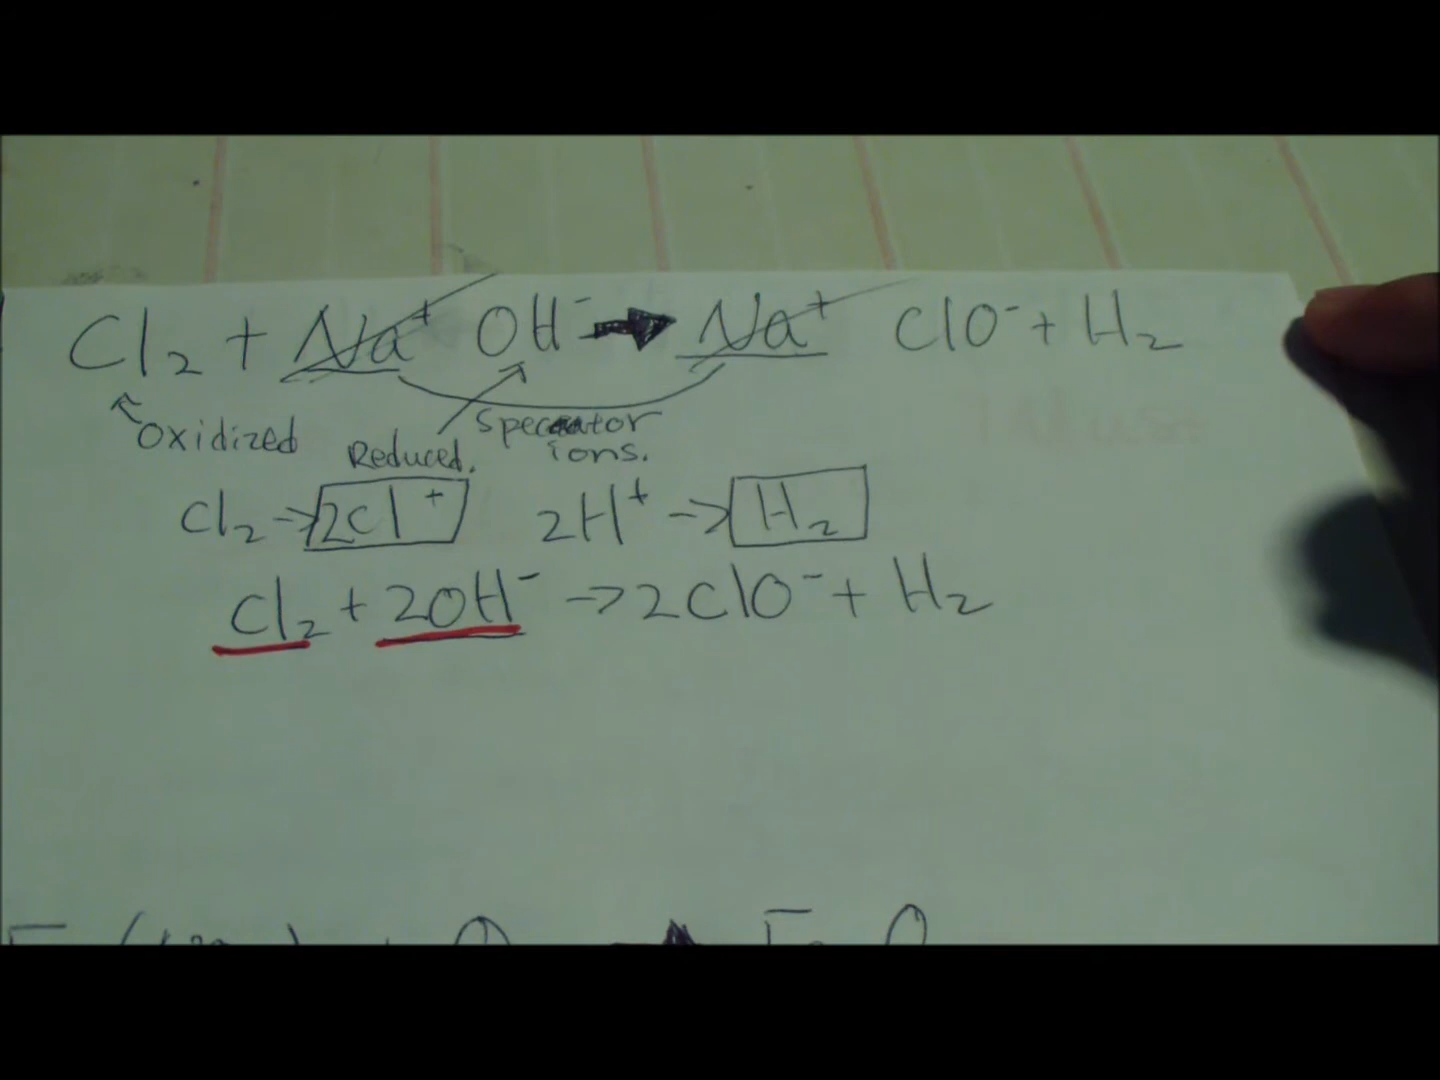 Cl₂ + Na⁺ OH⁻ → Na⁺ ClO⁻ + H₂
Oxidized Reduced. Spectator
ions.
Cl₂ → 2Cl⁺ 2H⁺ → H₂
Cl₂ + 2OH⁻ → 2ClO⁻ + H₂